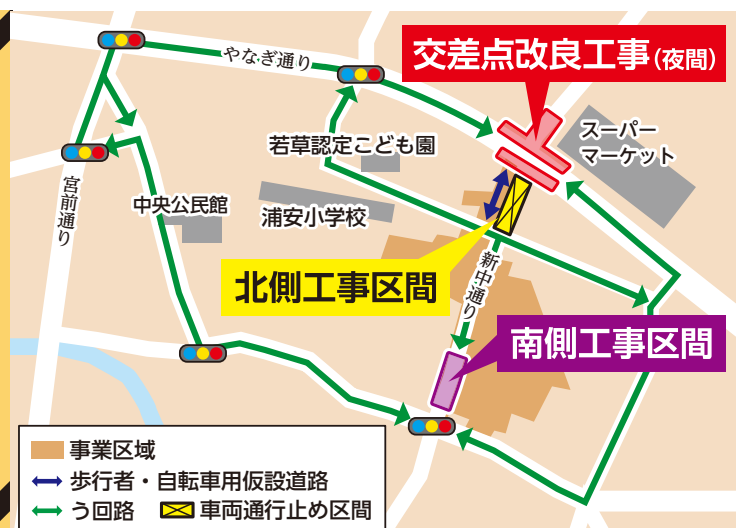 交差点改良工事(夜間)
やなぎ通り
スーパー
マーケット
若草認定こども園
宮前通り
中央公民館
浦安小学校
北側工事区間
新中通り
南側工事区間
事業区域
歩行者・自転車用仮設道路
う回路 車両通行止め区間